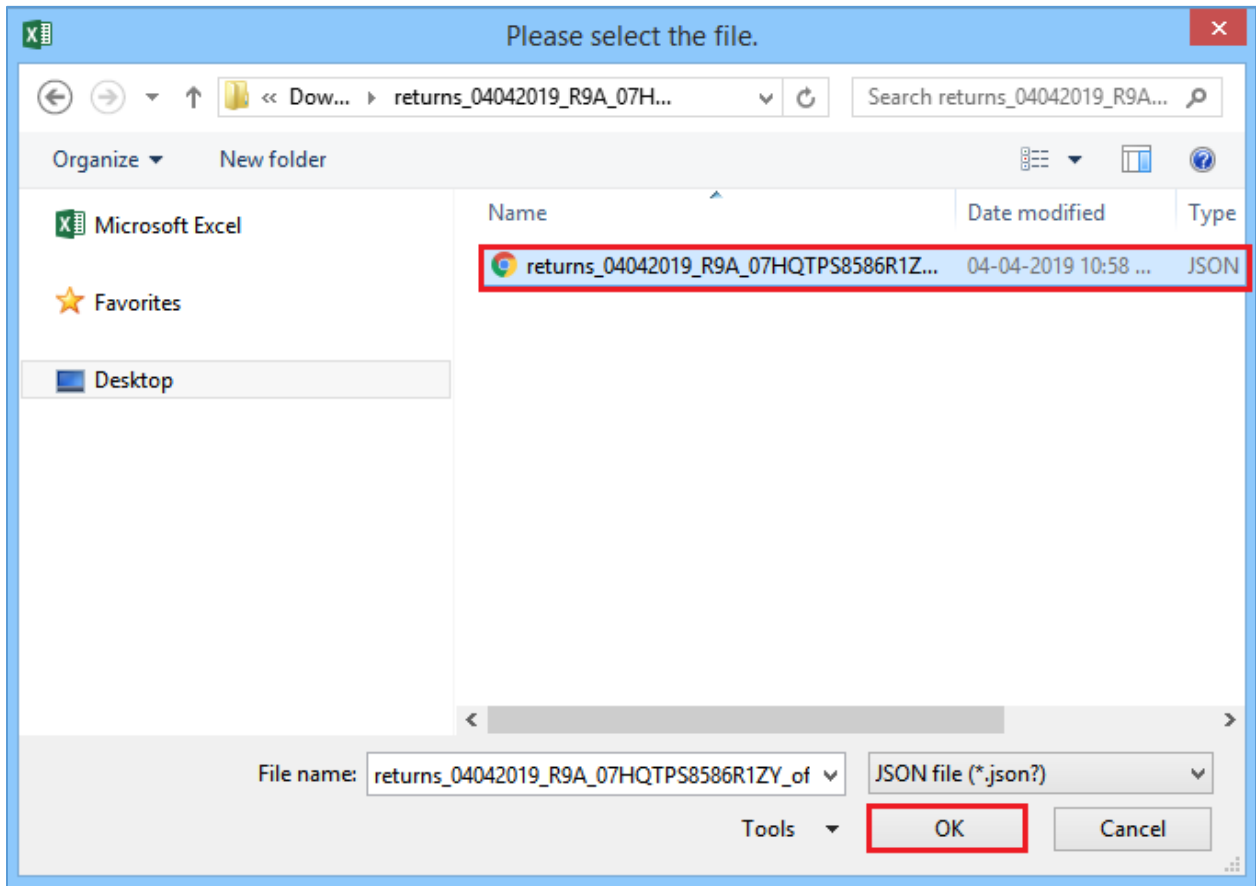 Please select the file.
« Dow... returns_04042019_R9A_07H... Search returns_04042019_R9A...
Organize New folder
Name Date modified Type
Microsoft Excel
returns_04042019_R9A_07HQTPS8586R1Z... 04-04-2019 10:58 ... JSON
Favorites
Desktop
File name: returns_04042019_R9A_07HQTPS8586R1ZY_of JSON file (*.json?)
Tools OK Cancel